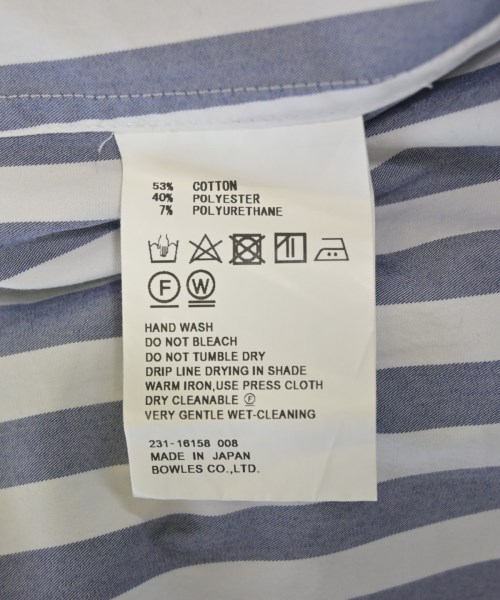 53% COTTON
40% POLYESTER
7% POLYURETHANE
F W
HAND WASH
DO NOT BLEACH
DO NOT TUMBLE DRY
DRIP LINE DRYING IN SHADE
WARM IRON,USE PRESS CLOTH
DRY CLEANABLE Ⓕ
VERY GENTLE WET-CLEANING
231-16158 008
MADE IN JAPAN
BOWLES CO.,LTD.